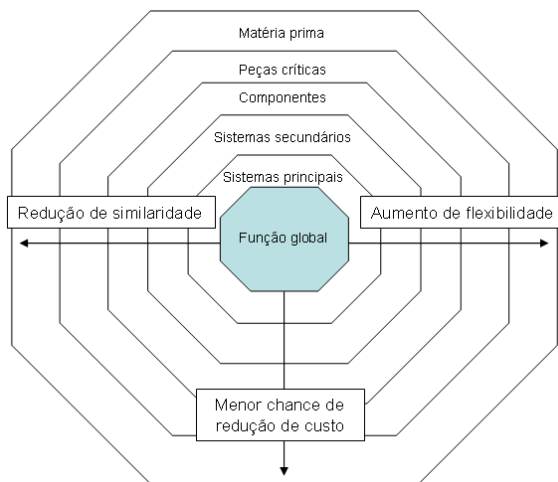 Matéria prima
Peças críticas
Componentes
Sistemas secundários
Sistemas principais
Redução de similaridade
Aumento de flexibilidade
Função global
Menor chance de
redução de custo